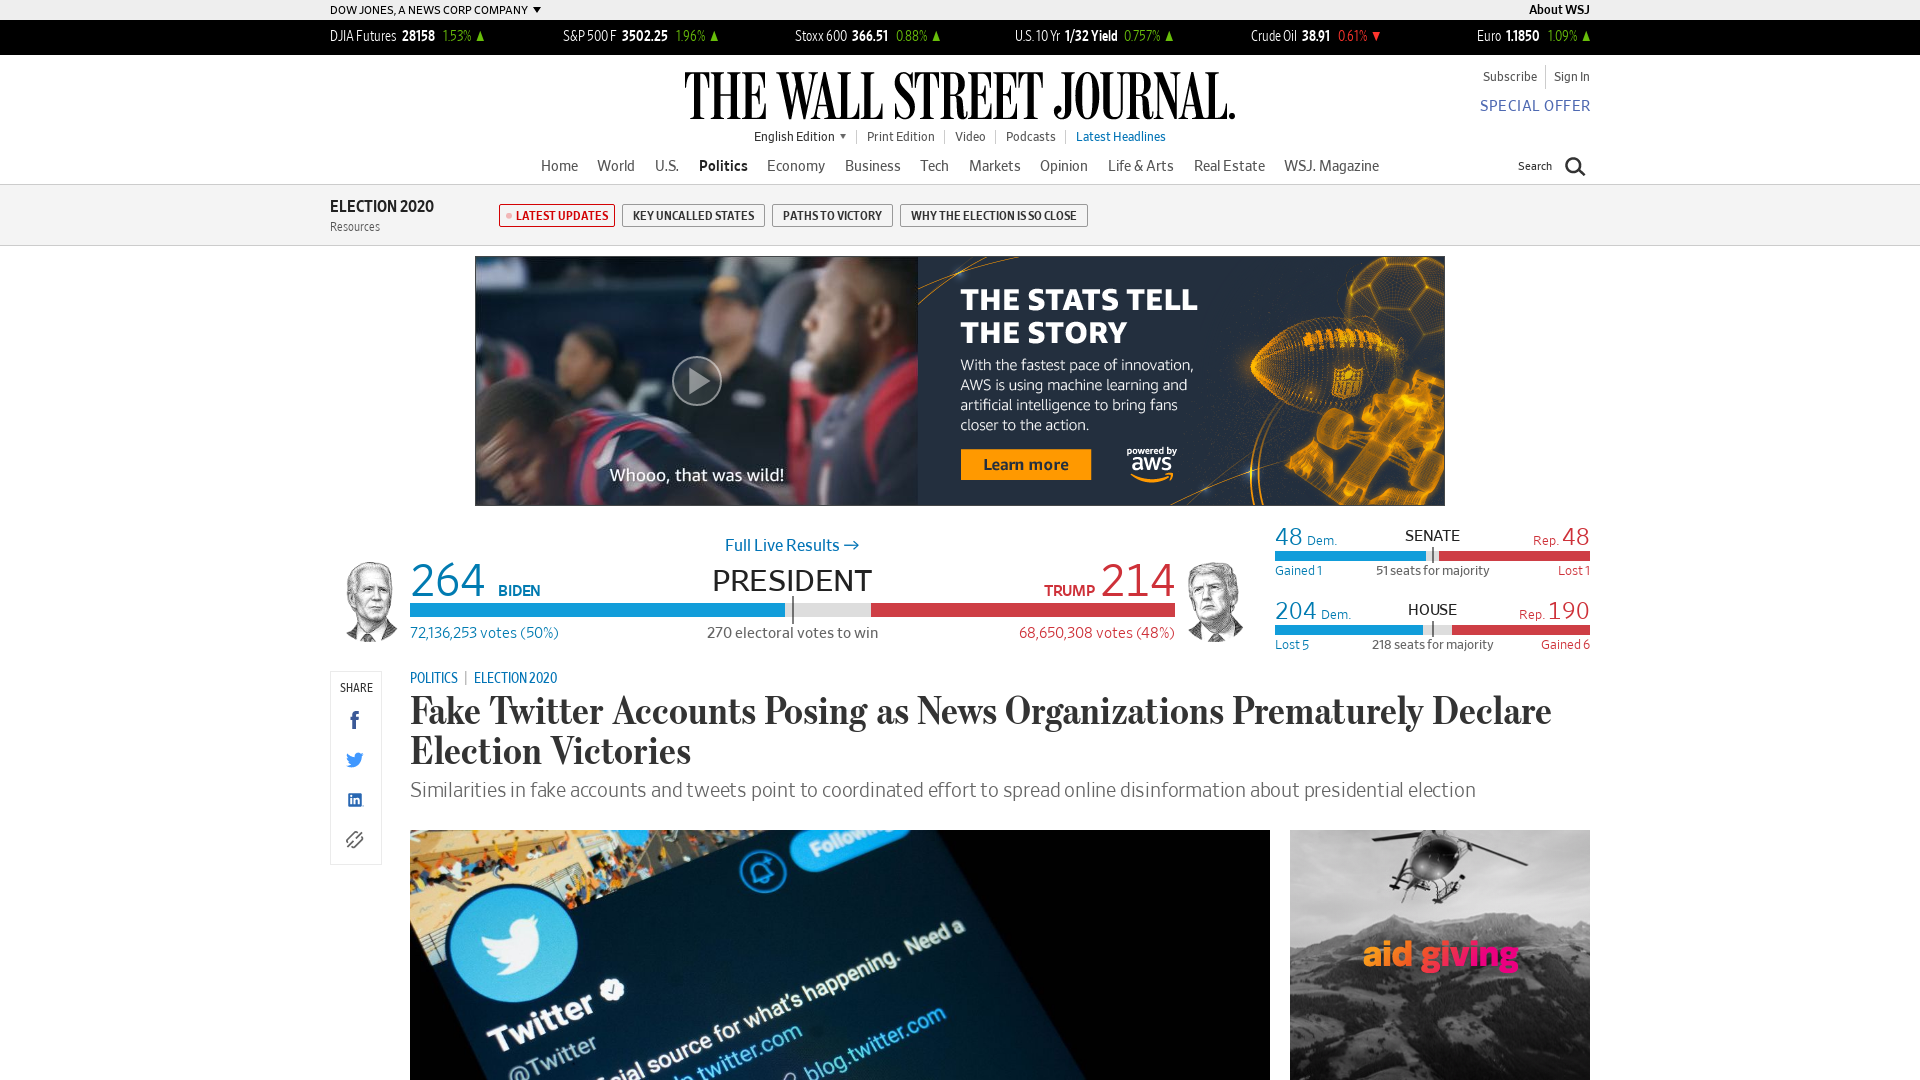 DOW JONES, A NEWS CORP COMPANY
About WSJ
DJIA Futures 28158 1.53%
S&P 500 F 3502.25 1.96%
Stoxx 600 366.51 0.88%
U.S. 10 Yr 1/32 Yield 0.757%
Crude Oil 38.91 0.61%
Euro 1.1850 1.09%
THE WALL STREET JOURNAL.
Subscribe
Sign In
SPECIAL OFFER
English Edition
Print Edition
Video
Podcasts
Latest Headlines
Home
World
U.S.
Politics
Economy
Business
Tech
Markets
Opinion
Life & Arts
Real Estate
WSJ. Magazine
Search
ELECTION 2020
Resources
LATEST UPDATES
KEY UNCALLED STATES
PATHS TO VICTORY
WHY THE ELECTION IS SO CLOSE
Whooo, that was wild!
THE STATS TELL
THE STORY
With the fastest pace of innovation,
AWS is using machine learning and
artificial intelligence to bring fans
closer to the action.
Learn more
powered by
aws
NFL
Full Live Results →
264 BIDEN
PRESIDENT
TRUMP 214
72,136,253 votes (50%)
270 electoral votes to win
68,650,308 votes (48%)
48 Dem.
SENATE
Rep. 48
Gained 1
51 seats for majority
Lost 1
204 Dem.
HOUSE
Rep. 190
Lost 5
218 seats for majority
Gained 6
SHARE
POLITICS | ELECTION 2020
Fake Twitter Accounts Posing as News Organizations Prematurely Declare
Election Victories
Similarities in fake accounts and tweets point to coordinated effort to spread online disinformation about presidential election
Following
Twitter
@Twitter
cial source for what's happening. Need a
twitter.com
blog.twitter.com
aid giving